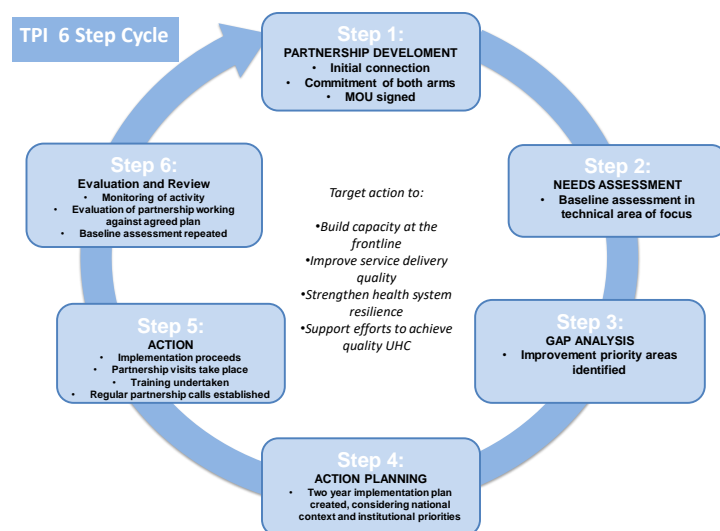 TPI 6 Step Cycle
Step 1:
PARTNERSHIP DEVELOMENT
• Initial connection
• Commitment of both arms
• MOU signed
Step 2:
NEEDS ASSESSMENT
• Baseline assessment in
technical area of focus
Step 3:
GAP ANALYSIS
• Improvement priority areas
identified
Step 4:
ACTION PLANNING
• Two year implementation plan
created, considering national
context and institutional priorities
Step 5:
ACTION
• Implementation proceeds
• Partnership visits take place
• Training undertaken
• Regular partnership calls established
Step 6:
Evaluation and Review
• Monitoring of activity
• Evaluation of partnership working
against agreed plan
• Baseline assessment repeated
Target action to:
•Build capacity at the
frontline
•Improve service delivery
quality
•Strengthen health system
resilience
•Support efforts to achieve
quality UHC